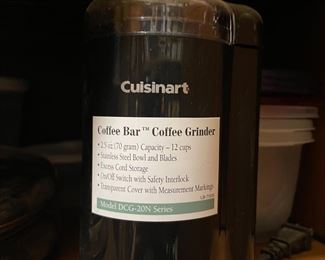 Cuisinart
Coffee Bar™ Coffee Grinder
• 2.5 oz (70 gram) Capacity – 12 cups
• Stainless Steel Bowl and Blades
• Excess Cord Storage
• On/Off Switch with Safety Interlock
• Transparent Cover with Measurement Markings
Model DCG-20N Series